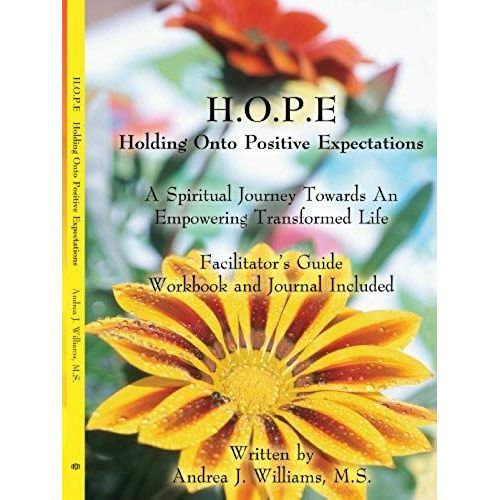 H.O.P.E
Holding Onto Positive Expectations
A Spiritual Journey Towards An
Empowering Transformed Life
Facilitator's Guide
Workbook and Journal Included
Written by
Andrea J. Williams, M.S.
H.O.P.E Holding Onto Positive Expectations
Andrea J. Williams, M.S.